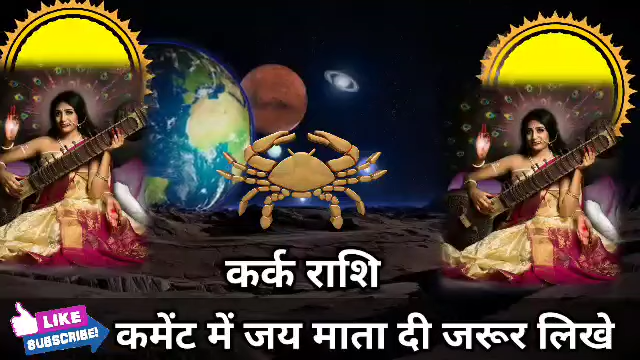 कर्क राशि
LIKE
SUBSCRIBE!
कमेंट में जय माता दी जरूर लिखे